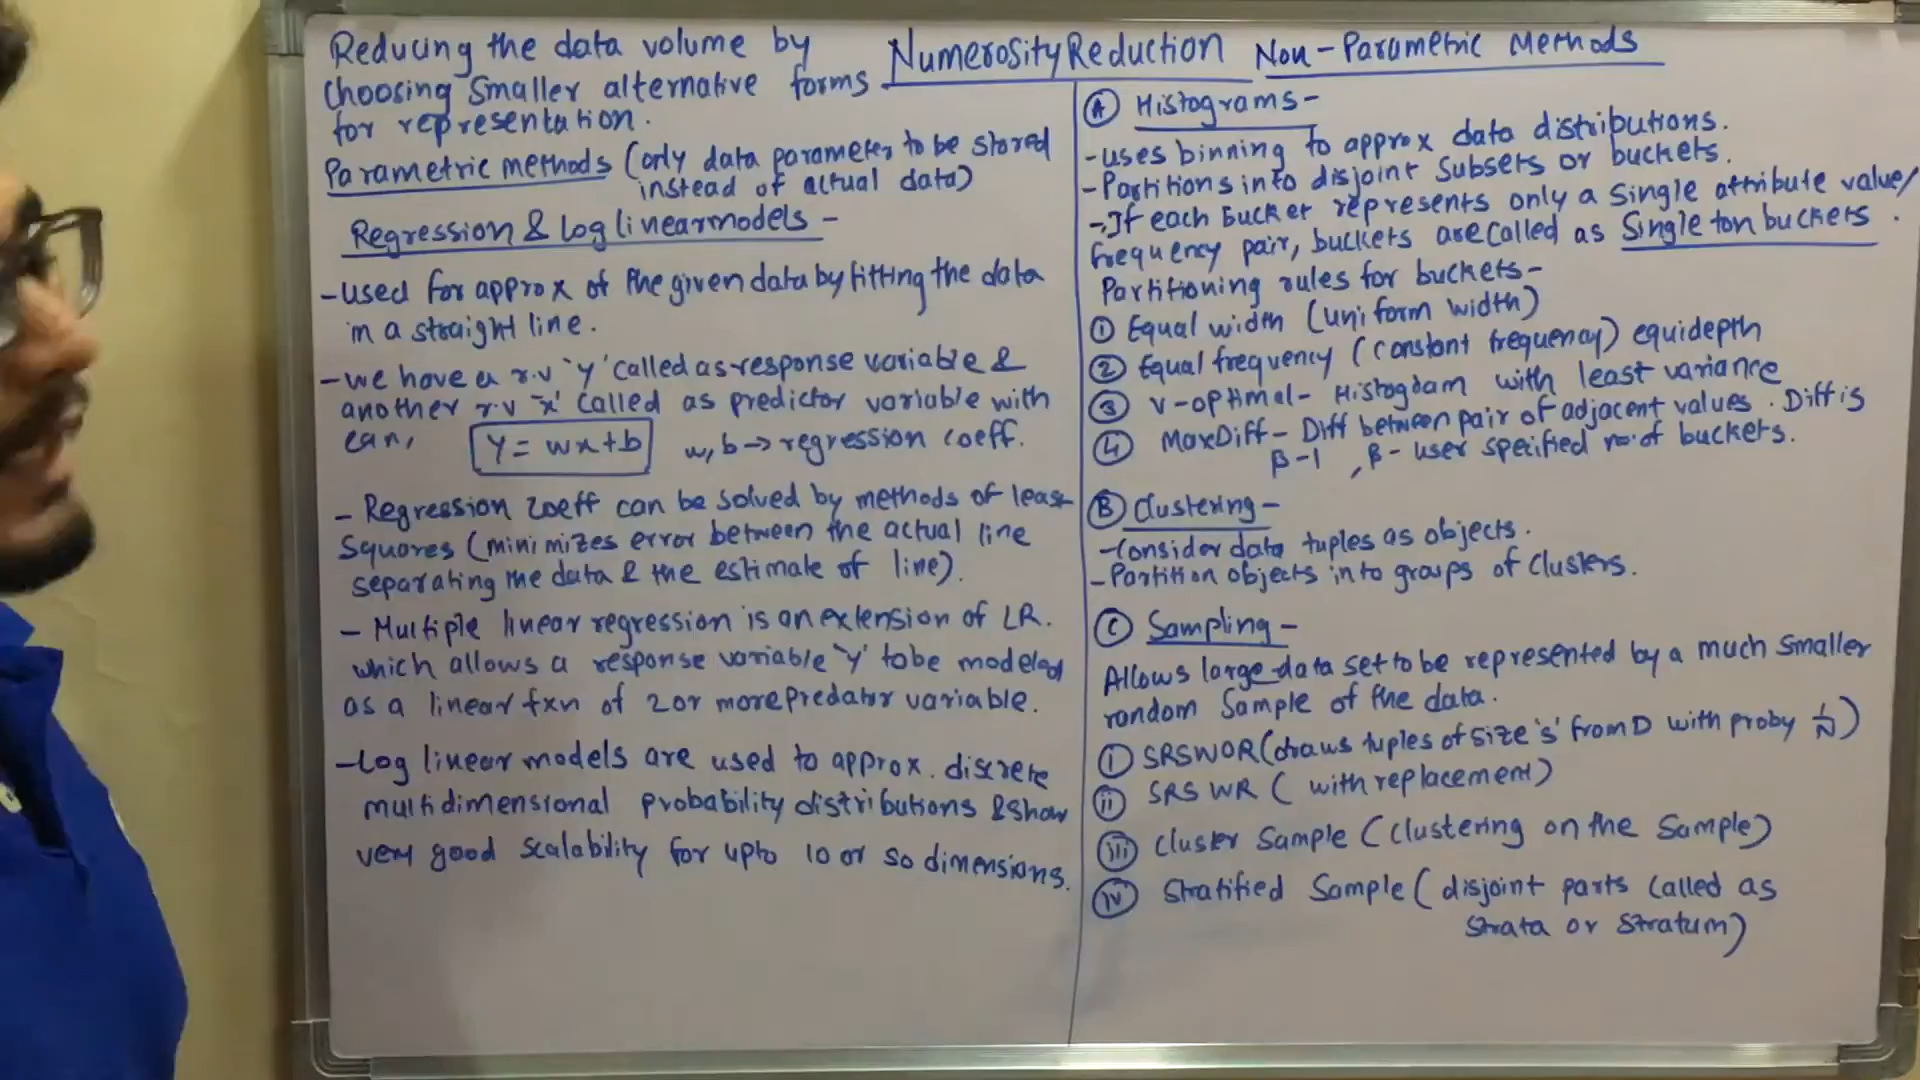 Numerosity Reduction
Reducing the data volume by
choosing smaller alternative forms
for representation.
Parametric methods (only data parameters to be stored
instead of actual data)
Regression & Log linear models -
- used for approx of the given data by fitting the data
in a straight line.
- we have a r.v 'y' called as response variable &
another r.v 'x' called as predictor variable with
eqn,
y = wx+b
w, b → regression coeff.
- Regression coeff can be solved by methods of least
squares (minimizes error between the actual line
separating the data & the estimate of line).
- Multiple linear regression is an extension of LR.
which allows a response variable 'y' to be modeled
as a linear fxn of 2 or more predator variable.
- Log linear models are used to approx. discrete
multidimensional probability distributions & show
very good scalability for upto 10 or so dimensions.
Non-Parametric Methods
A Histograms -
- uses binning to approx data distributions.
- Partitions into disjoint subsets or buckets.
- If each bucket represents only a single attribute value/
frequency pair, buckets are called as Singleton buckets.
Partitioning rules for buckets-
1 Equal width (uniform width)
2 Equal frequency (constant frequency) equidepth
3 V-optimal- Histogdam with least variance
4 MaxDiff - Diff between pair of adjacent values. Diff is
β-1, β - user specified no. of buckets.
B Clustering -
- Consider data tuples as objects.
- Partition objects into groups of clusters.
C Sampling -
Allows large data set to be represented by a much smaller
random sample of the data.
i SRSWOR (draws tuples of size 's' from D with proby 1/N)
ii SRSWR ( with replacement)
iii Cluster Sample (clustering on the sample)
iv Stratified Sample (disjoint parts called as
strata or stratum)